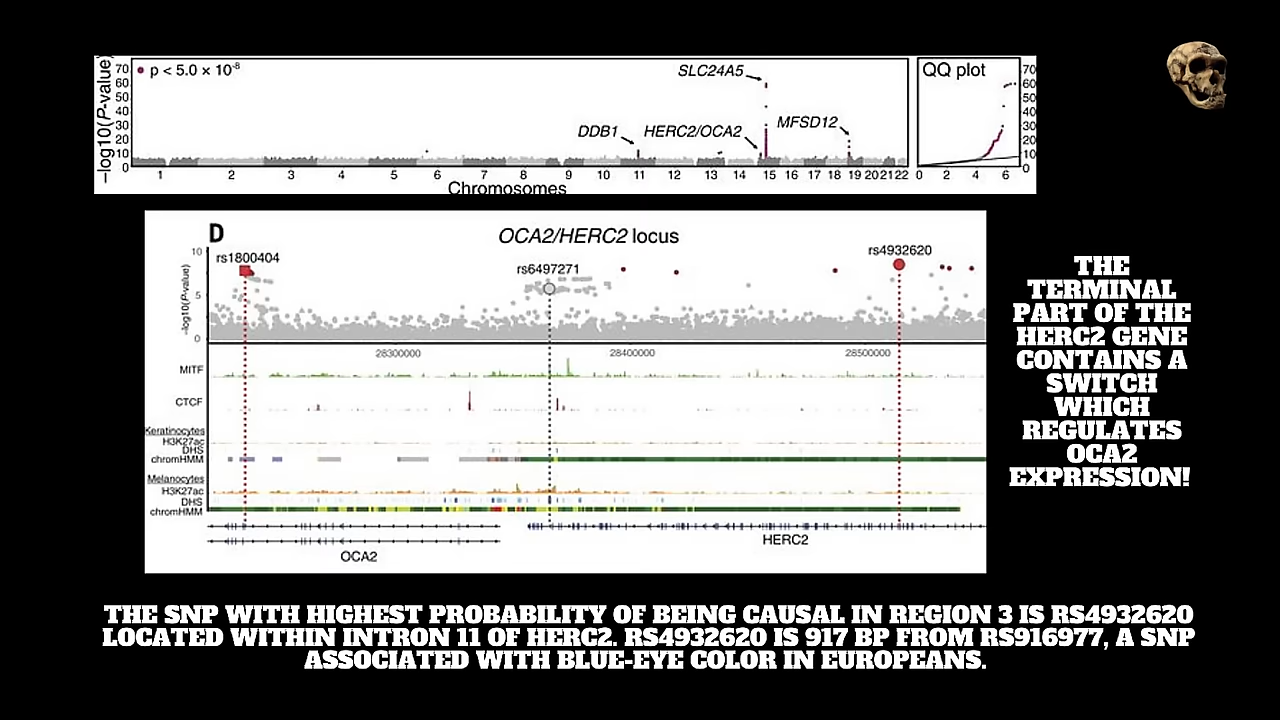 p < 5.0 × 10-8
SLC24A5
DDB1
HERC2/OCA2
MFSD12
-log10(P-value)
70
60
50
40
30
20
10
0
1 2 3 4 5 6 7 8 9 10 11 12 13 14 15 16 17 18 19 20 21 22
Chromosomes
QQ plot
70
60
50
40
30
20
10
0
0 2 4 6
D
OCA2/HERC2 locus
rs1800404
rs6497271
rs4932620
-log10(P-value)
10
5
0
28300000 28400000 28500000
MITF
CTCF
Keratinocytes
H3K27ac
DHS
chromHMM
Melanocytes
H3K27ac
DHS
chromHMM
OCA2
HERC2
THE
TERMINAL
PART OF THE
HERC2 GENE
CONTAINS A
SWITCH
WHICH
REGULATES
OCA2
EXPRESSION!
THE SNP WITH HIGHEST PROBABILITY OF BEING CAUSAL IN REGION 3 IS RS4932620
LOCATED WITHIN INTRON 11 OF HERC2. RS4932620 IS 917 BP FROM RS916977, A SNP
ASSOCIATED WITH BLUE-EYE COLOR IN EUROPEANS.